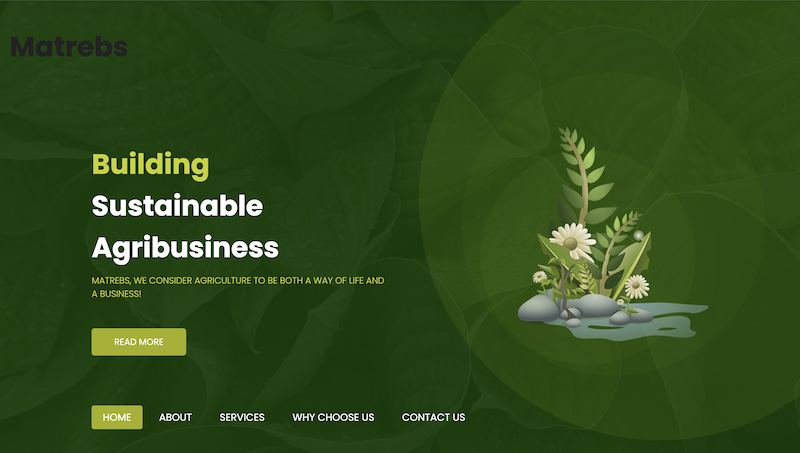 Matrebs
Building
Sustainable
Agribusiness
MATREBS, WE CONSIDER AGRICULTURE TO BE BOTH A WAY OF LIFE AND
A BUSINESS!
READ MORE
HOME ABOUT SERVICES WHY CHOOSE US CONTACT US